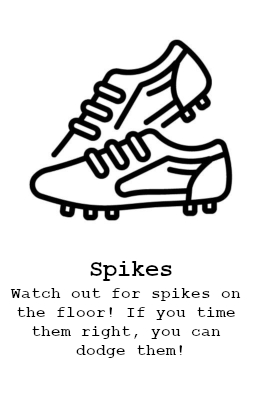 Spikes
Watch out for spikes on
the floor! If you time
them right, you can
dodge them!